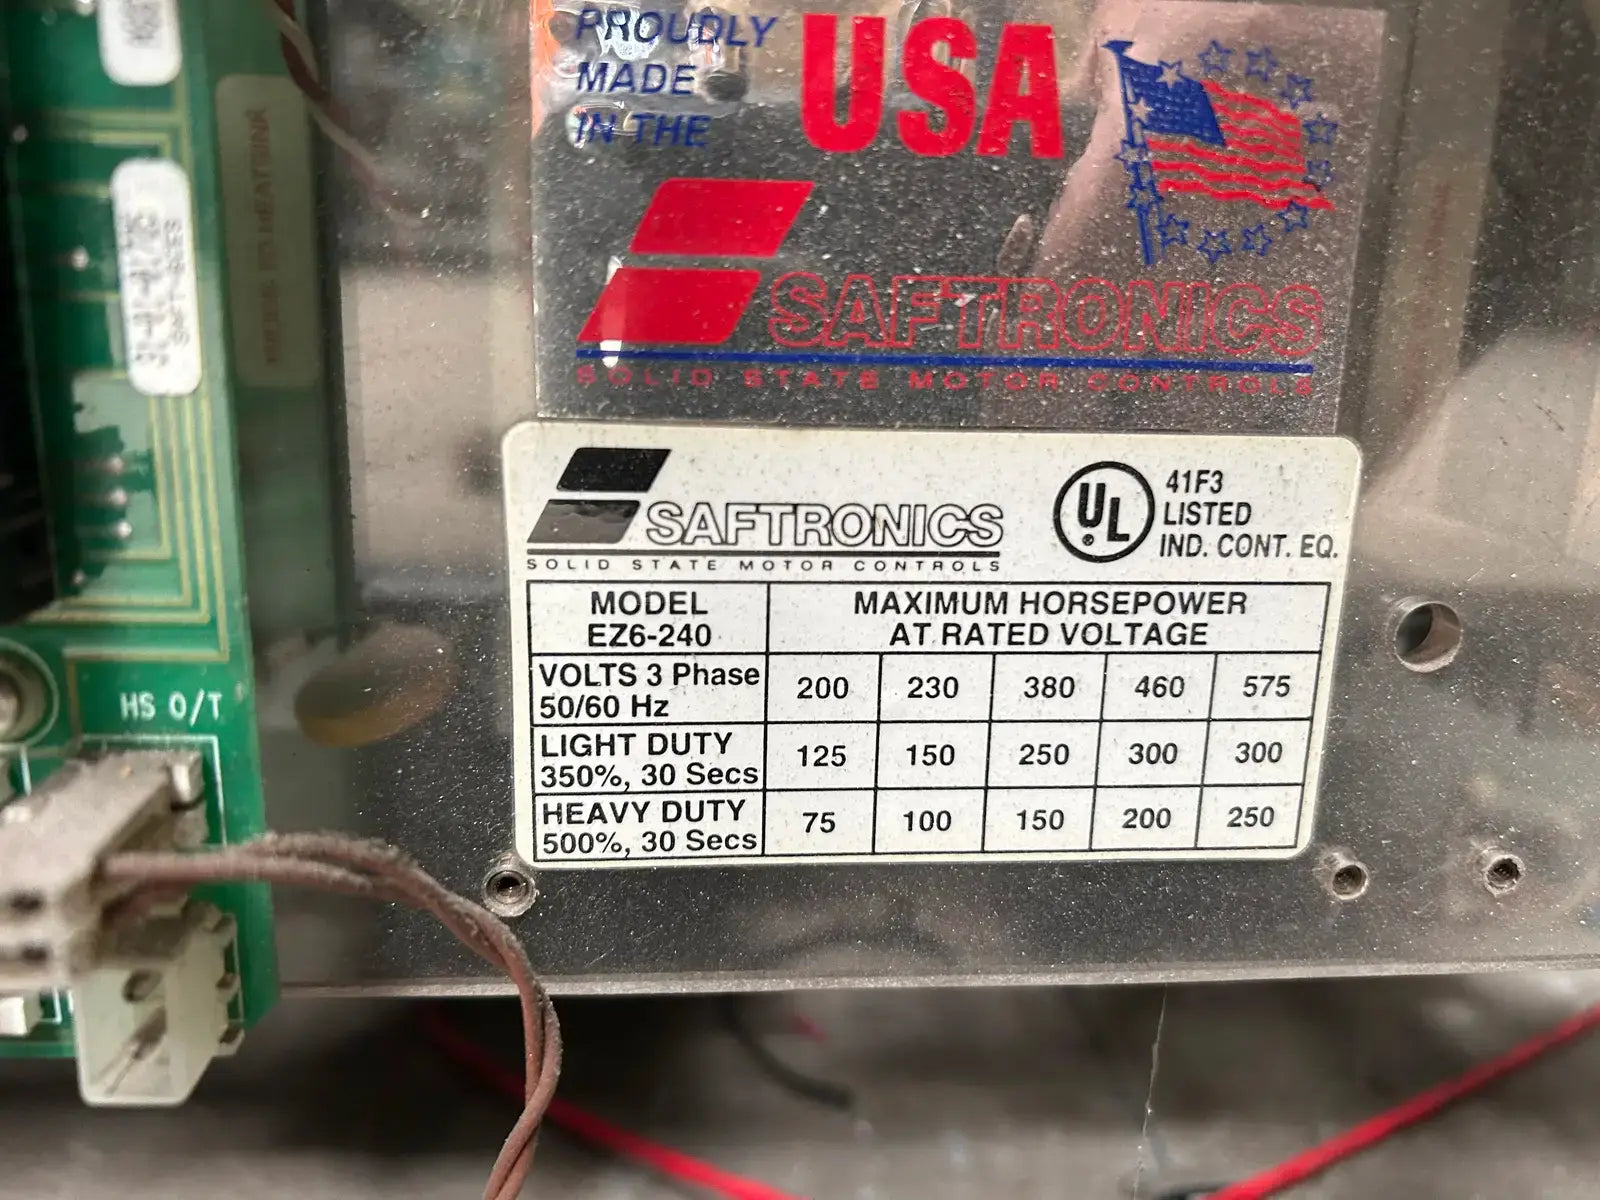 PROUDLY
MADE
IN THE
USA
SAFTRONICS
SOLID STATE MOTOR CONTROLS
SAFTRONICS
SOLID STATE MOTOR CONTROLS
UL
®
41F3
LISTED
IND. CONT. EQ.
MODEL
EZ6-240
MAXIMUM HORSEPOWER
AT RATED VOLTAGE
VOLTS 3 Phase
50/60 Hz
200 230 380 460 575
LIGHT DUTY
350%, 30 Secs
125 150 250 300 300
HEAVY DUTY
500%, 30 Secs
75 100 150 200 250
HS O/T